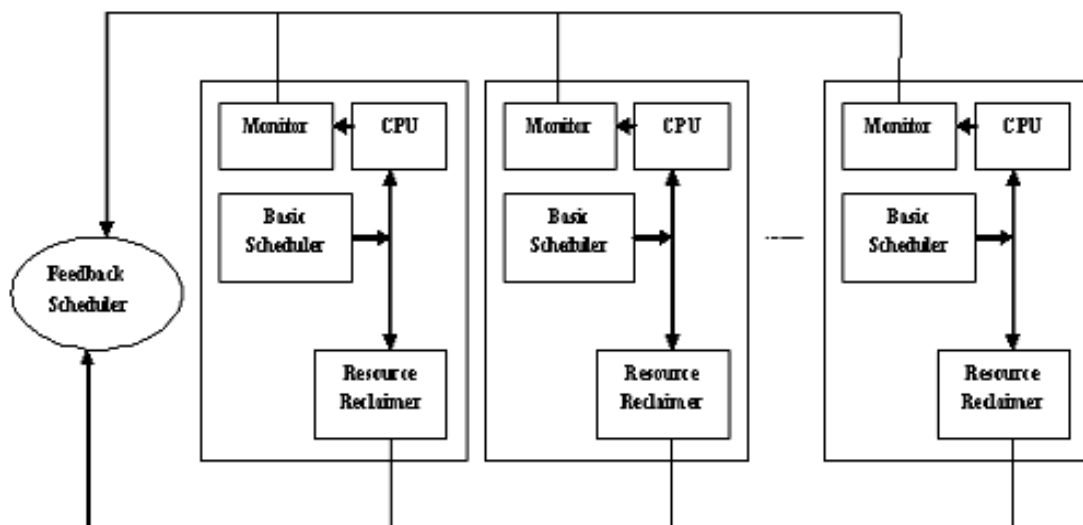 Monitor
CPU
Basic
Scheduler
Resource
Reclaimer
Monitor
CPU
Basic
Scheduler
Resource
Reclaimer
Monitor
CPU
Basic
Scheduler
Resource
Reclaimer
Feedback
Scheduler